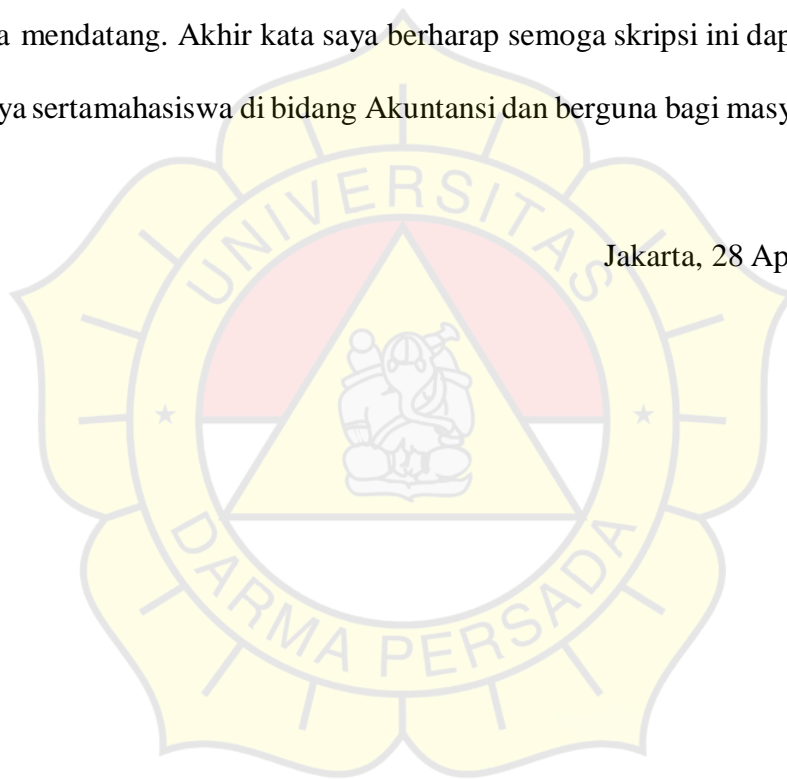 a mendatang. Akhir kata saya berharap semoga skripsi ini dap
ya sertamahasiswa di bidang Akuntansi dan berguna bagi masy
Jakarta, 28 Ap
UNIVERSITAS
DARMA PERSADA